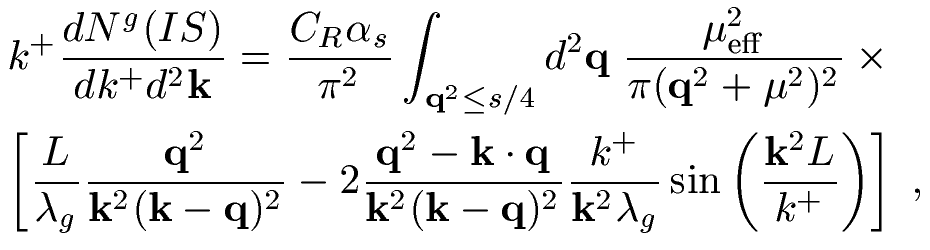 k^+ \frac{dN^g(IS)}{dk^+ d^2\mathbf{k}} = \frac{C_R \alpha_s}{\pi^2} \int_{\mathbf{q}^2 \leq s/4} d^2\mathbf{q} \; \frac{\mu_{\text{eff}}^2}{\pi(\mathbf{q}^2 + \mu^2)^2} \times
\left[ \frac{L}{\lambda_g} \frac{\mathbf{q}^2}{\mathbf{k}^2(\mathbf{k} - \mathbf{q})^2} - 2 \frac{\mathbf{q}^2 - \mathbf{k} \cdot \mathbf{q}}{\mathbf{k}^2(\mathbf{k} - \mathbf{q})^2} \frac{k^+}{\mathbf{k}^2 \lambda_g} \sin \left( \frac{\mathbf{k}^2 L}{k^+} \right) \right] \; ,